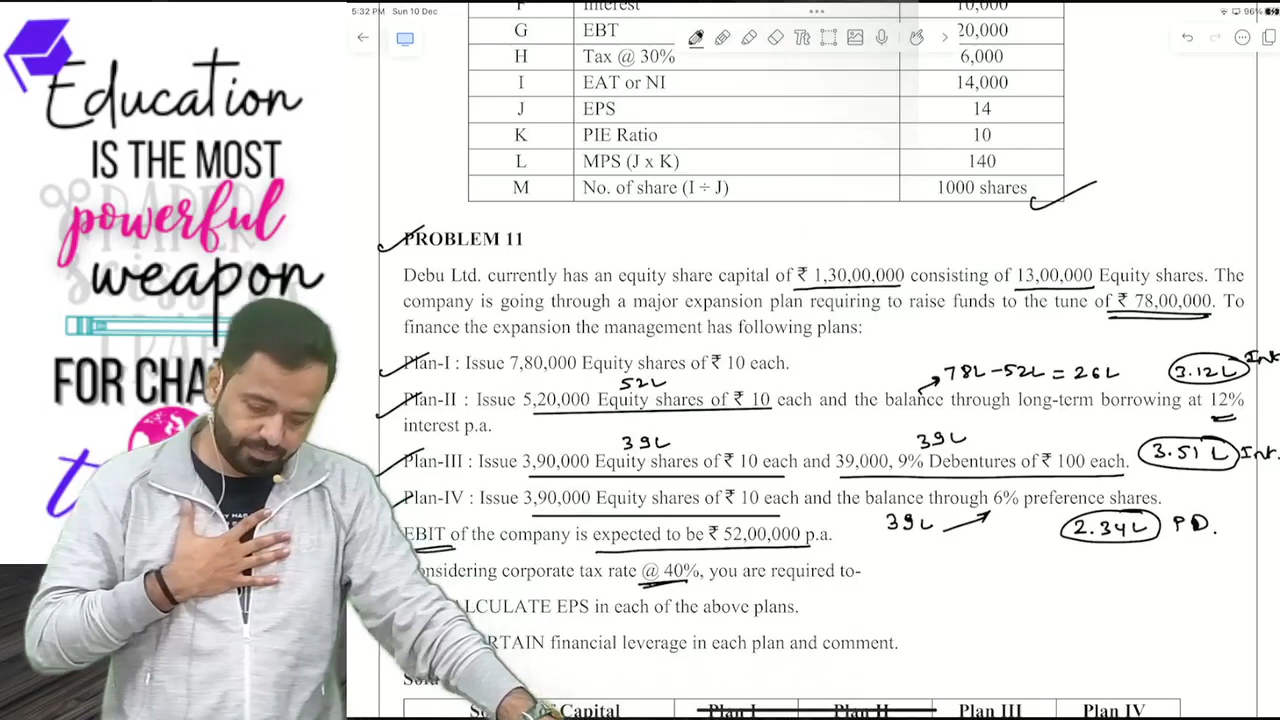 5:32 PM Sun 10 Dec
96%
Education
IS THE MOST
powerful
weapon
FOR CHA
F Interest 10,000
G EBT 20,000
H Tax @ 30% 6,000
I EAT or NI 14,000
J EPS 14
K PIE Ratio 10
L MPS (J x K) 140
M No. of share (I ÷ J) 1000 shares
PROBLEM 11
Debu Ltd. currently has an equity share capital of ₹ 1,30,00,000 consisting of 13,00,000 Equity shares. The
company is going through a major expansion plan requiring to raise funds to the tune of ₹ 78,00,000. To
finance the expansion the management has following plans:
Plan-I : Issue 7,80,000 Equity shares of ₹ 10 each.
52L
78L - 52L = 26L
3.12L Int
Plan-II : Issue 5,20,000 Equity shares of ₹ 10 each and the balance through long-term borrowing at 12%
interest p.a.
39L 39L
Plan-III : Issue 3,90,000 Equity shares of ₹ 10 each and 39,000, 9% Debentures of ₹ 100 each. 3.51L Int.
Plan-IV : Issue 3,90,000 Equity shares of ₹ 10 each and the balance through 6% preference shares.
39L 2.34L PD.
EBIT of the company is expected to be ₹ 52,00,000 p.a.
onsidering corporate tax rate @ 40%, you are required to-
ALCULATE EPS in each of the above plans.
RTAIN financial leverage in each plan and comment.
Capital Plan I Plan II Plan III Plan IV